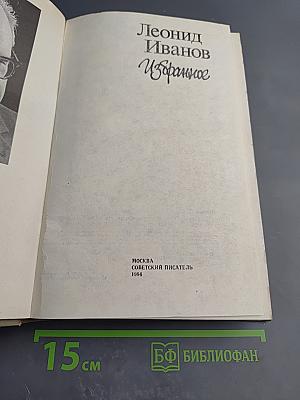 Леонид
Иванов
Избранное
МОСКВА
СОВЕТСКИЙ ПИСАТЕЛЬ
1984
15 см
БФ БИБЛИОФАН